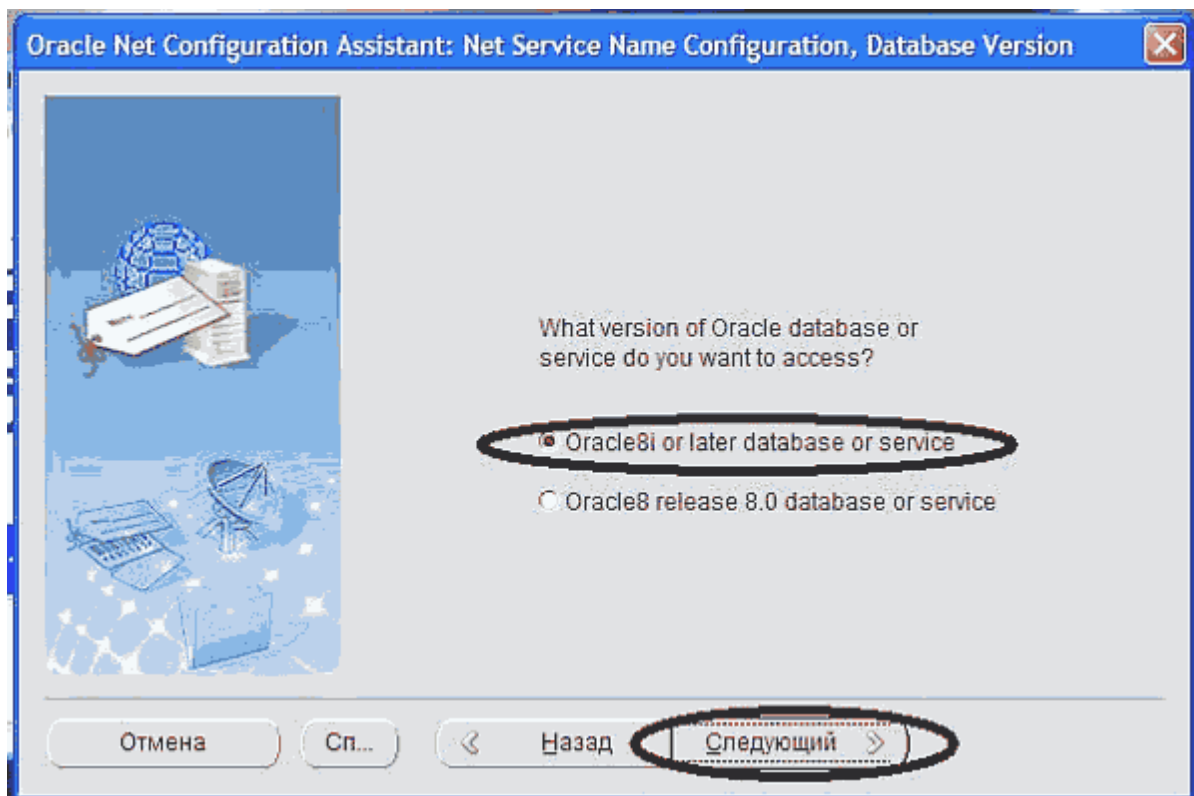 Oracle Net Configuration Assistant: Net Service Name Configuration, Database Version
What version of Oracle database or
service do you want to access?
Oracle8i or later database or service
Oracle8 release 8.0 database or service
Отмена
Сп...
Назад
Следующий